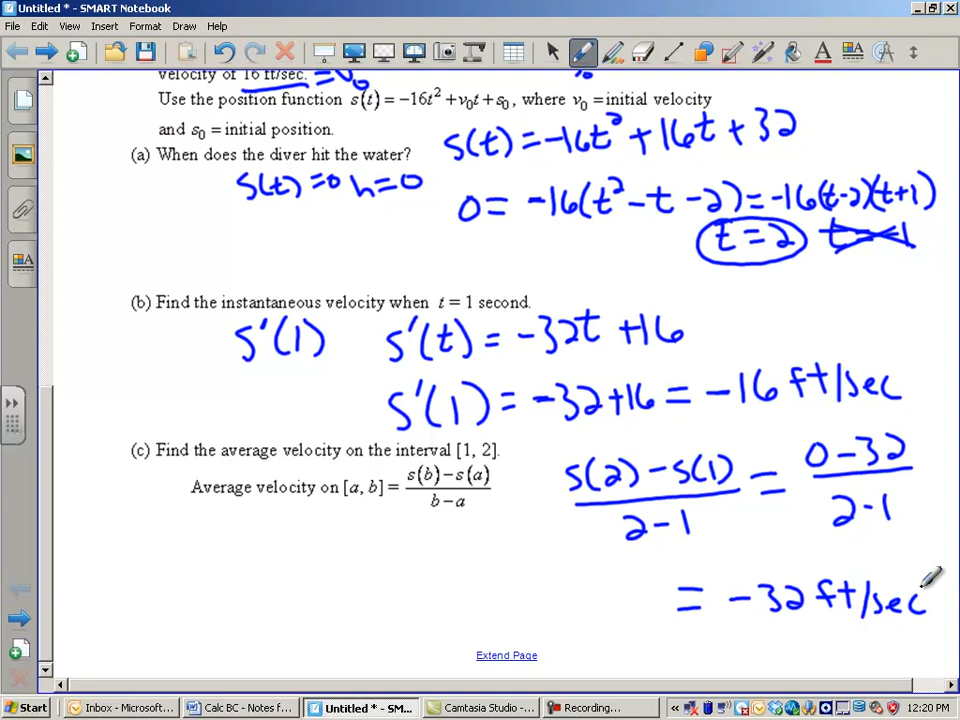 Untitled * - SMART Notebook
File Edit View Insert Format Draw Help
velocity of 16 ft/sec. = v₀
Use the position function s(t) = −16t² + v₀t + s₀, where v₀ = initial velocity
and s₀ = initial position.
s(t) = -16t² + 16t + 32
(a) When does the diver hit the water?
s(t) = 0 h = 0
0 = -16(t² - t - 2) = -16(t-2)(t+1)
t = 2 t = -1
(b) Find the instantaneous velocity when t = 1 second.
s'(1) s'(t) = -32t + 16
s'(1) = -32+16 = -16 ft/sec
(c) Find the average velocity on the interval [1, 2].
Average velocity on [a, b] = (s(b) − s(a))/(b − a)
(s(2) - s(1))/(2-1) = (0-32)/(2-1)
= -32 ft/sec
Extend Page
Start Inbox - Microsoft... Calc BC - Notes f... Untitled * - SM... Camtasia Studio -... Recording... « 12:20 PM